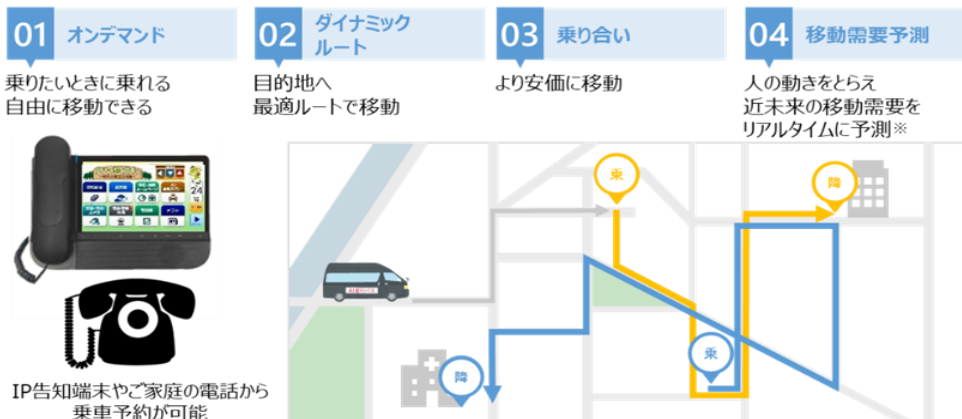 01 オンデマンド
乗りたいときに乗れる
自由に移動できる
02 ダイナミック
ルート
目的地へ
最適ルートで移動
03 乗り合い
より安価に移動
04 移動需要予測
人の動きをとらえ
近未来の移動需要を
リアルタイムに予測※
乗
降
乗
降
IP告知端末やご家庭の電話から
乗車予約が可能